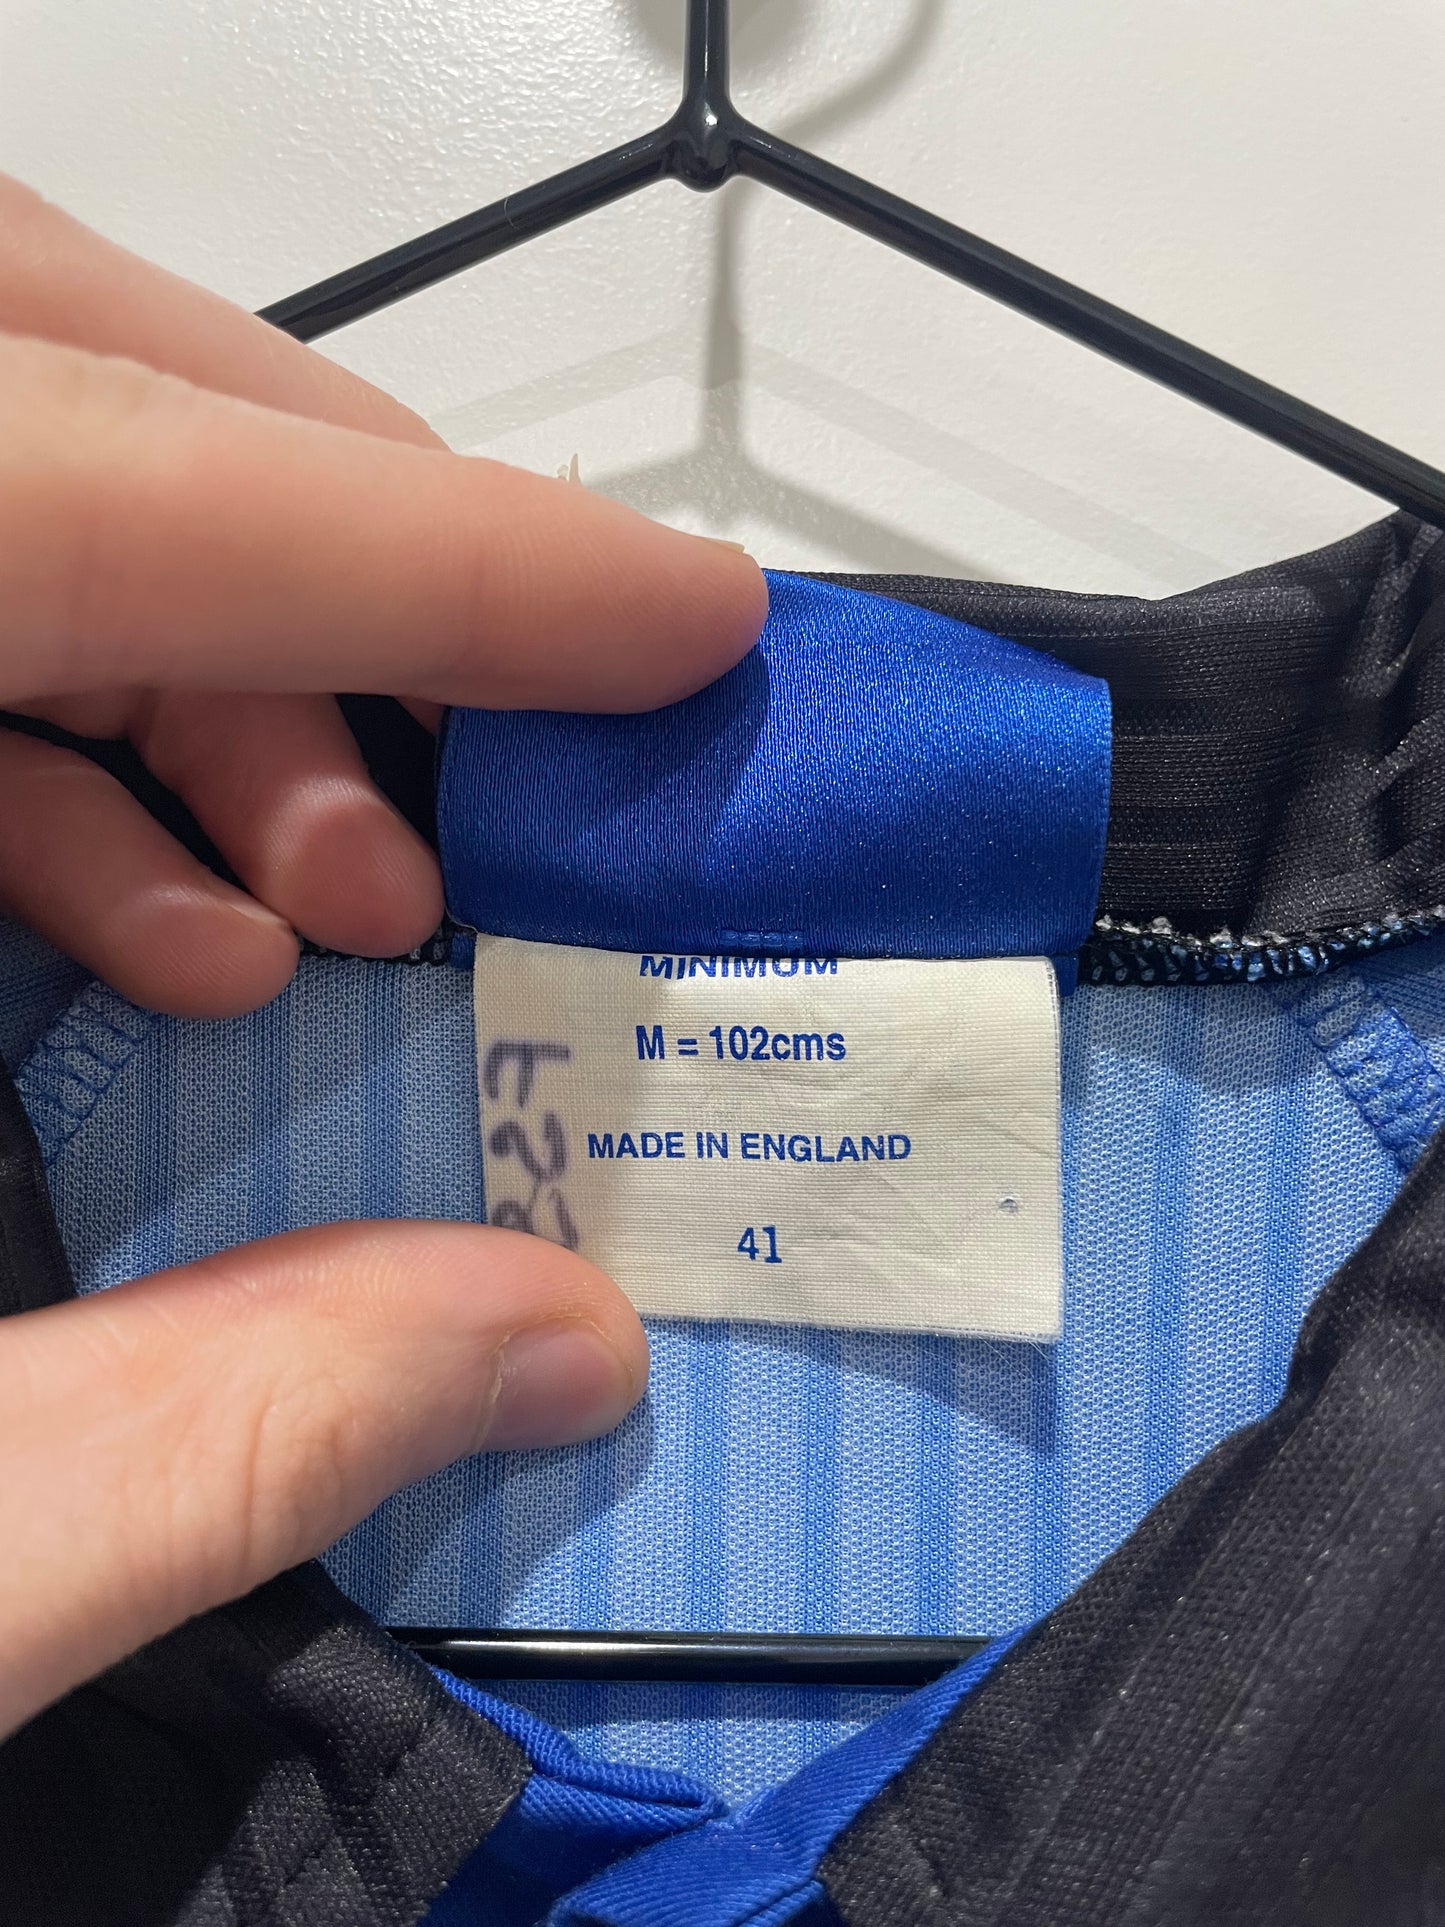 MINIMUM
M = 102cms
MADE IN ENGLAND
41